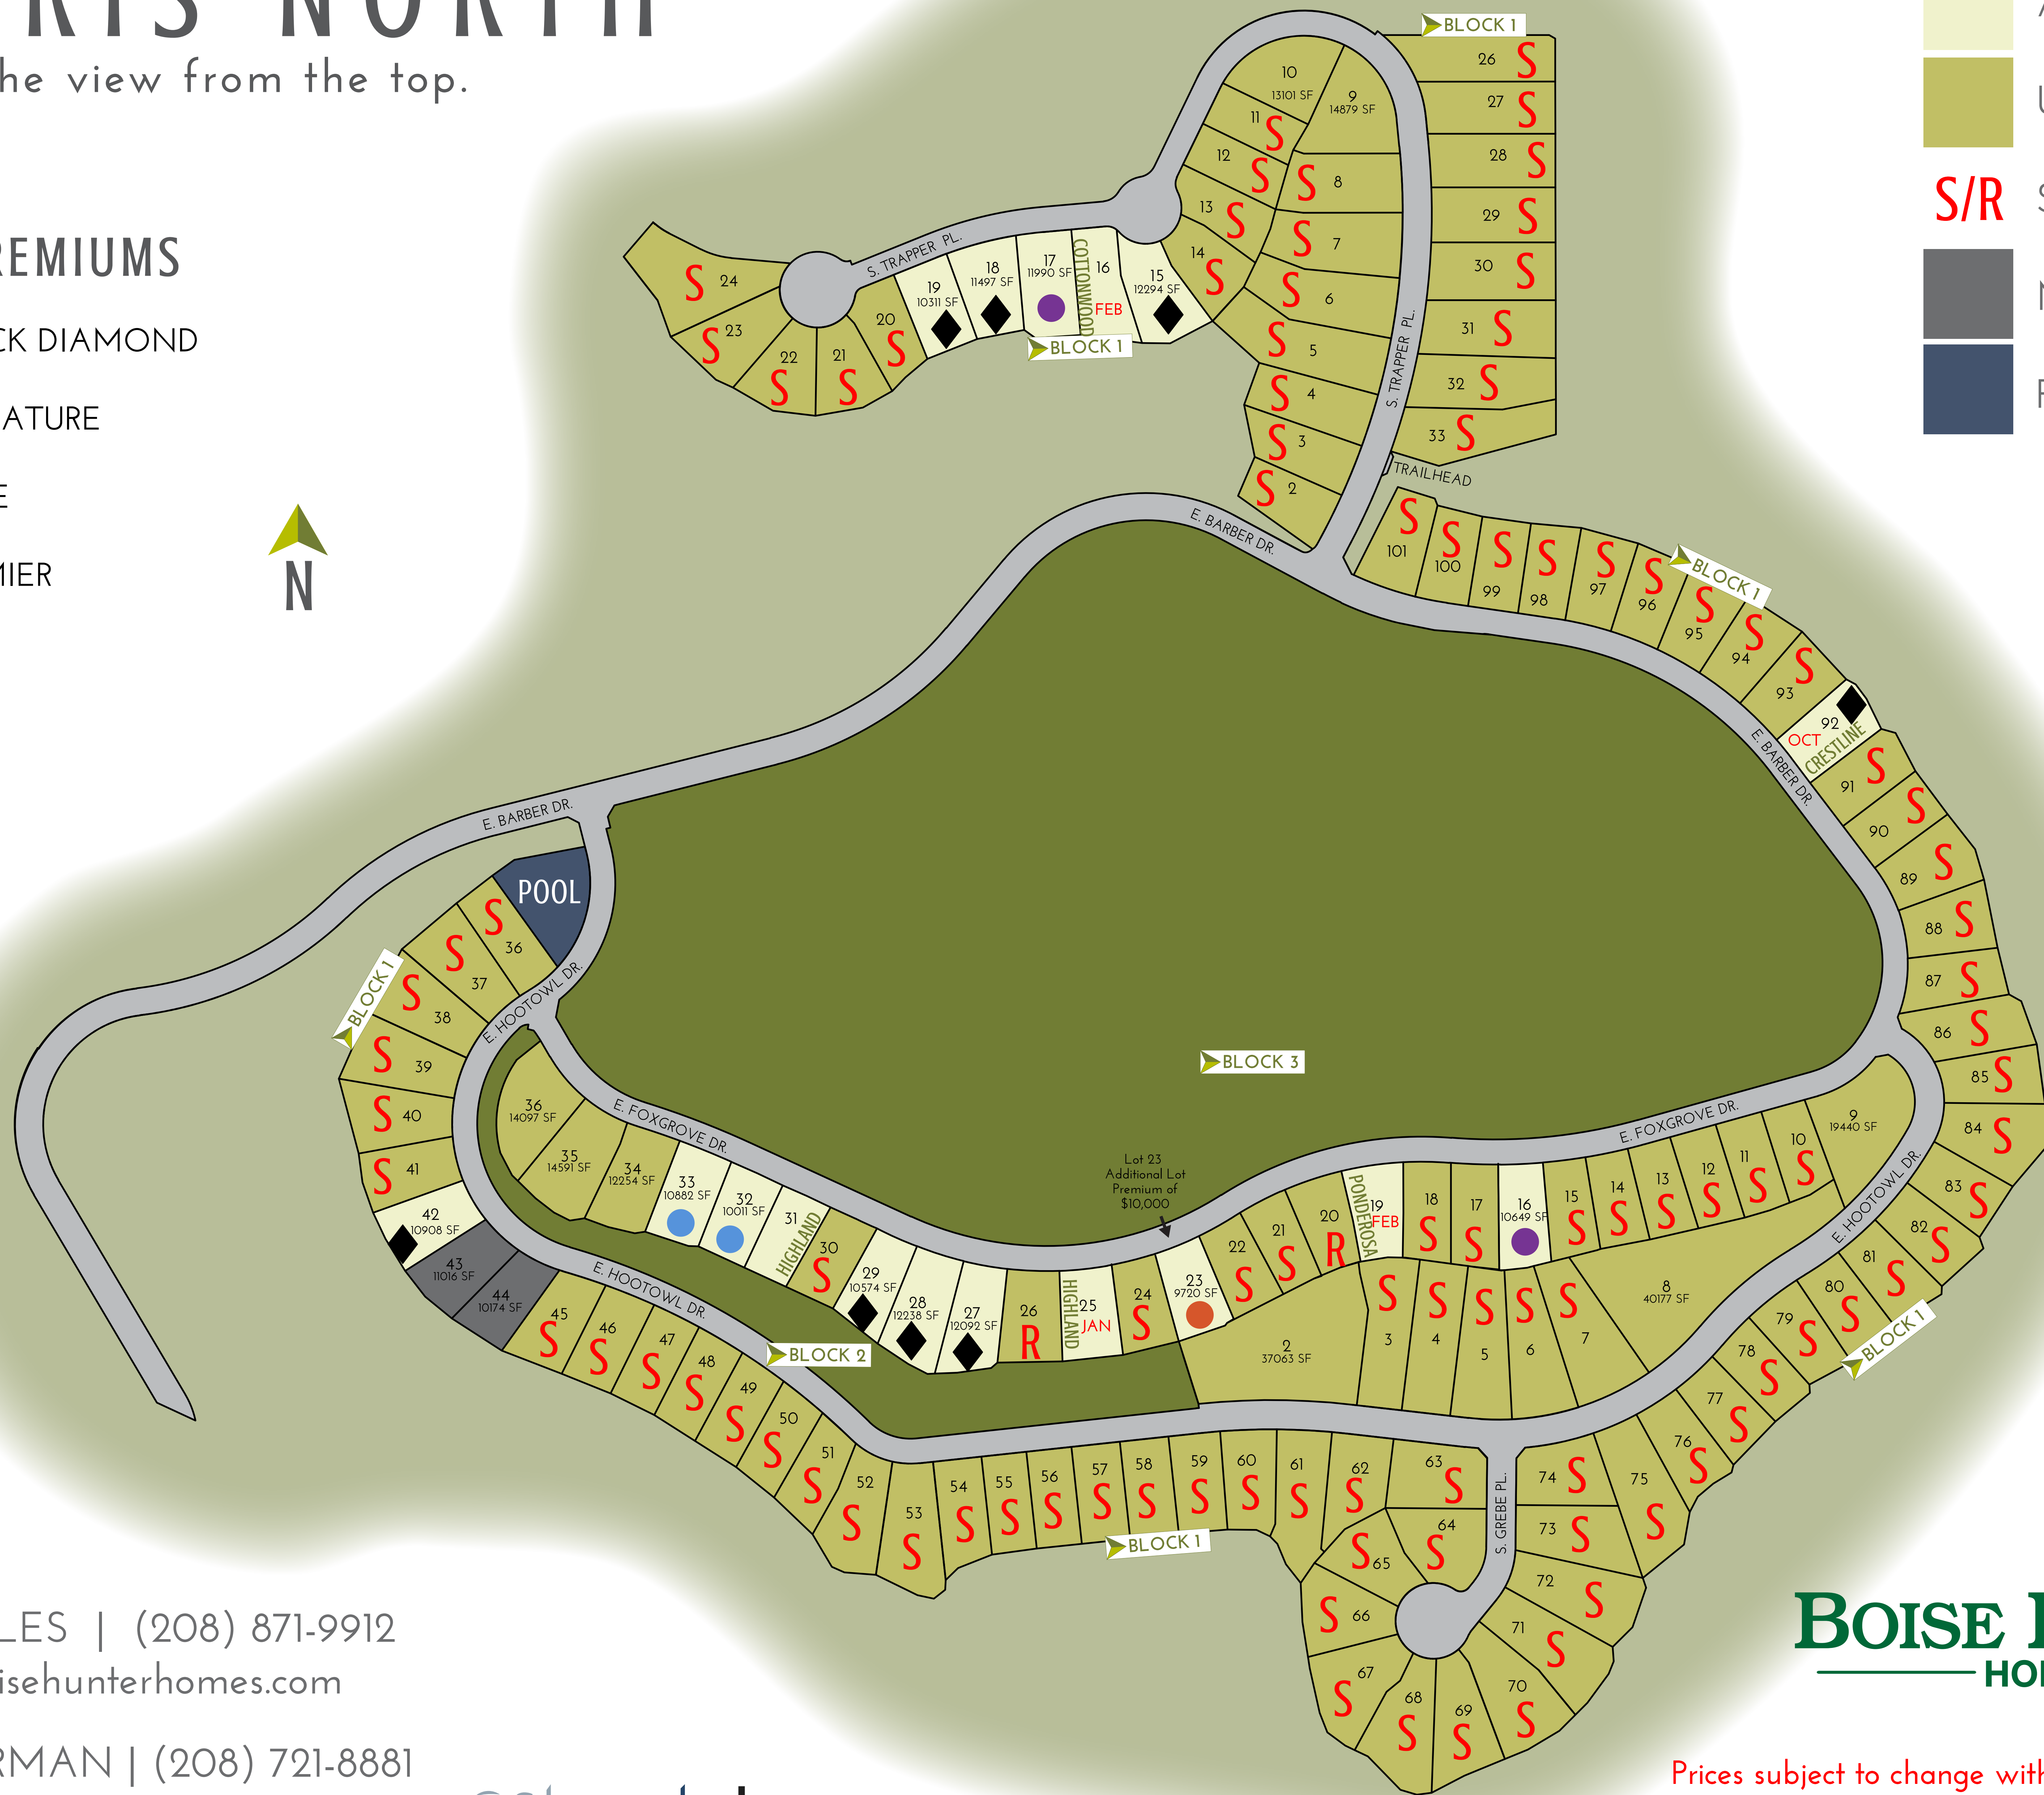 NORTH
he view from the top.
REMIUMS
CK DIAMOND
ATURE
E
MIER
N
S/R
BLOCK 1
26 S
27 S
28 S
29 S
30 S
31 S
32 S
33 S
TRAILHEAD
10
13101 SF
9
14879 SF
11 S
12 S
13 S
14 S
8 S
7 S
6 S
5 S
4 S
3 S
2 S
S. TRAPPER PL.
S. TRAPPER PL.
15
12294 SF
16
COTTONWOOD
FEB
17
11990 SF
18
11497 SF
19
10311 SF
20 S
21 S
22 S
23 S
24 S
BLOCK 1
E. BARBER DR.
101 S
100 S
99 S
98 S
97 S
96 S
95 S
94 S
93 S
BLOCK 1
92
OCT
CRESTLINE
E. BARBER DR.
91 S
90 S
89 S
88 S
87 S
86 S
85 S
84 S
83 S
82 S
81 S
80 S
79 S
78 S
77 S
76 S
75 S
74 S
73 S
72 S
71 S
70 S
69 S
68 S
67 S
66 S
65 S
64 S
63 S
62 S
61 S
60 S
59 S
58 S
57 S
56 S
55 S
54 S
53 S
52 S
51 S
50 S
49 S
48 S
47 S
46 S
45 S
44
10174 SF
43
11016 SF
42
10908 SF
41 S
40 S
39 S
38 S
37 S
36 S
POOL
BLOCK 1
E. BARBER DR.
E. HOOTOWL DR.
BLOCK 3
E. FOXGROVE DR.
36
14097 SF
35
14591 SF
34
12254 SF
33
10882 SF
32
10011 SF
31
HIGHLAND
30 S
29
10574 SF
28
12238 SF
27
12092 SF
26
R
HIGHLAND
25
JAN
24
S
Lot 23
Additional Lot
Premium of
$10,000
23
9720 SF
22 S
21 S
20
R
PONDEROSA
19
FEB
18 S
17 S
16
10649 SF
15 S
14 S
13 S
12 S
11 S
10 S
9
19440 SF
E. FOXGROVE DR.
8
40177 SF
7 S
6 S
5 S
4 S
3 S
2
37063 SF
E. HOOTOWL DR.
E. HOOTOWL DR.
BLOCK 2
BLOCK 1
BLOCK 1
S. GREBE PL.
LES | (208) 871-9912
isehunterhomes.com
RMAN | (208) 721-8881
BOISE
HO
Prices subject to change with